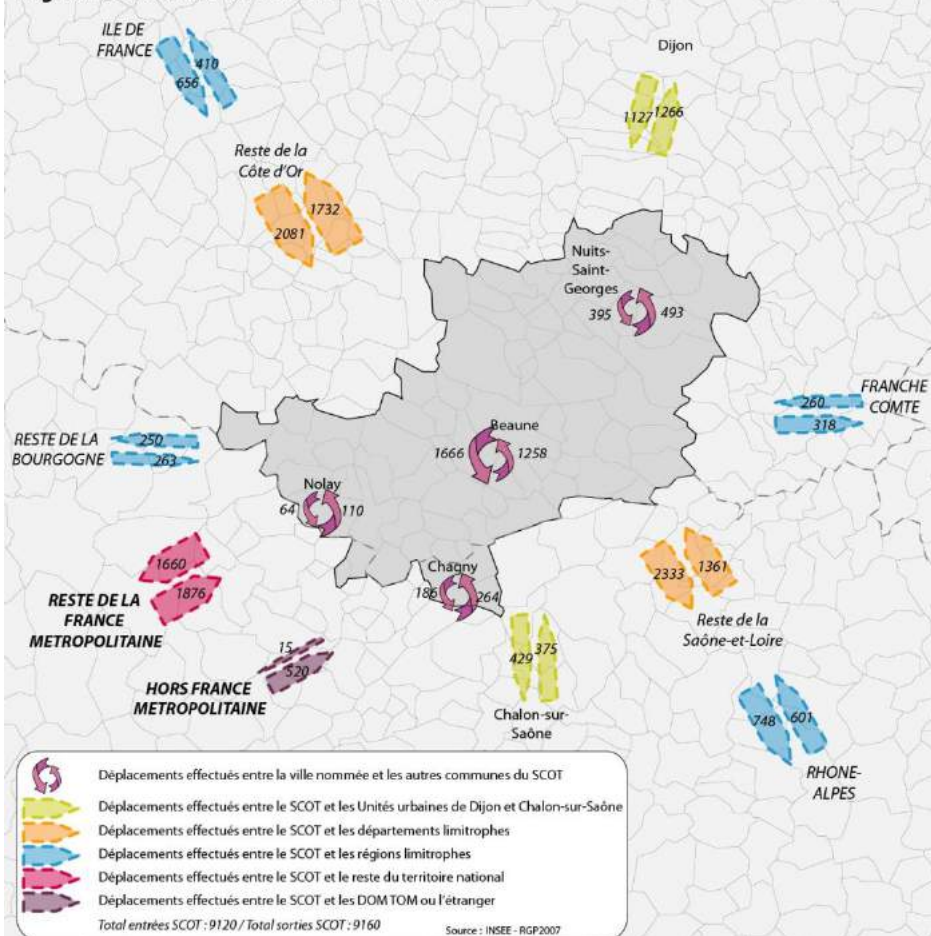 ILE DE
FRANCE
410
656
Dijon
1127
1266
Reste de la
Côte d'Or
1732
2081
Nuits-
Saint-
Georges
395
493
FRANCHE
COMTE
260
318
RESTE DE LA
BOURGOGNE
250
263
Beaune
1666
1258
Nolay
64
110
Chagny
186
264
1660
1876
RESTE DE LA
FRANCE
METROPOLITAINE
2333
1361
Reste de la
Saône-et-Loire
15
520
HORS FRANCE
METROPOLITAINE
429
375
Chalon-sur-
Saône
748
601
RHONE-
ALPES
Déplacements effectués entre la ville nommée et les autres communes du SCOT
Déplacements effectués entre le SCOT et les Unités urbaines de Dijon et Chalon-sur-Saône
Déplacements effectués entre le SCOT et les départements limitrophes
Déplacements effectués entre le SCOT et les régions limitrophes
Déplacements effectués entre le SCOT et le reste du territoire national
Déplacements effectués entre le SCOT et les DOM TOM ou l'étranger
Total entrées SCOT : 9120 / Total sorties SCOT : 9160
Source : INSEE - RGP2007